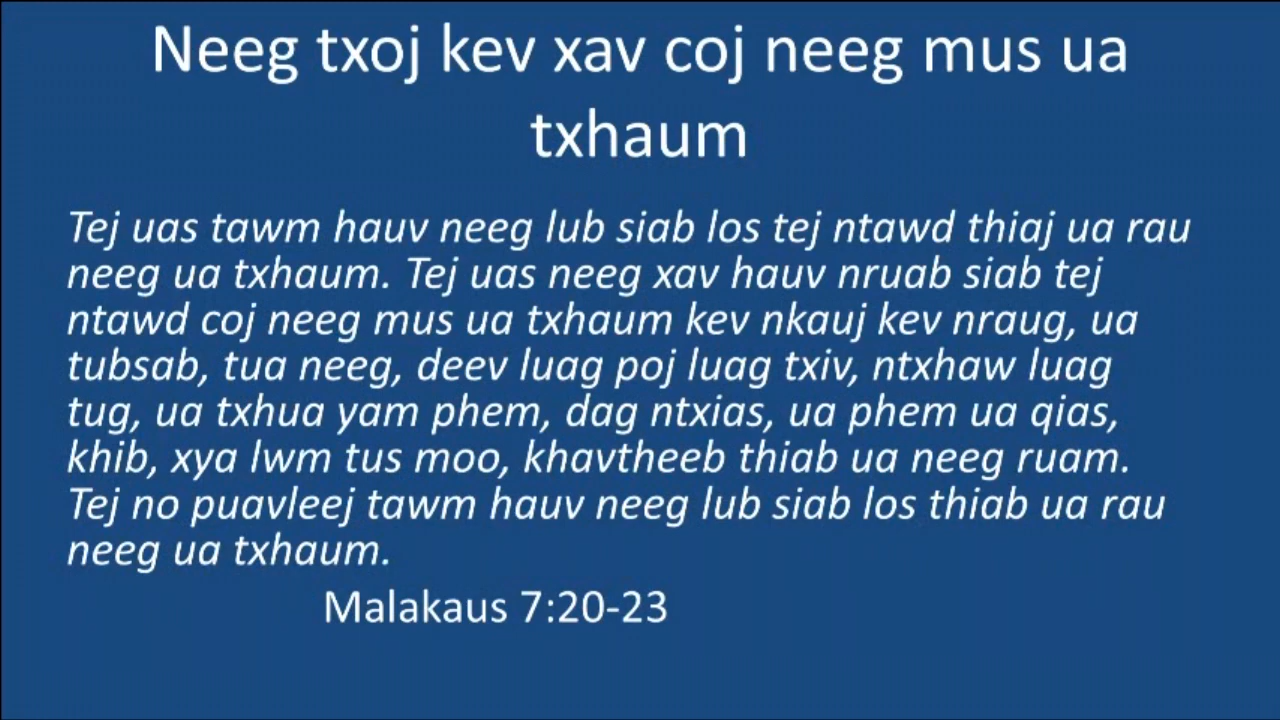 Neeg txoj kev xav coj neeg mus ua
txhaum
Tej uas tawm hauv neeg lub siab los tej ntawd thiaj ua rau
neeg ua txhaum. Tej uas neeg xav hauv nruab siab tej
ntawd coj neeg mus ua txhaum kev nkauj kev nraug, ua
tubsab, tua neeg, deev luag poj luag txiv, ntxhaw luag
tug, ua txhua yam phem, dag ntxias, ua phem ua qias,
khib, xya lwm tus moo, khavtheeb thiab ua neeg ruam.
Tej no puavleej tawm hauv neeg lub siab los thiab ua rau
neeg ua txhaum.
Malakaus 7:20-23